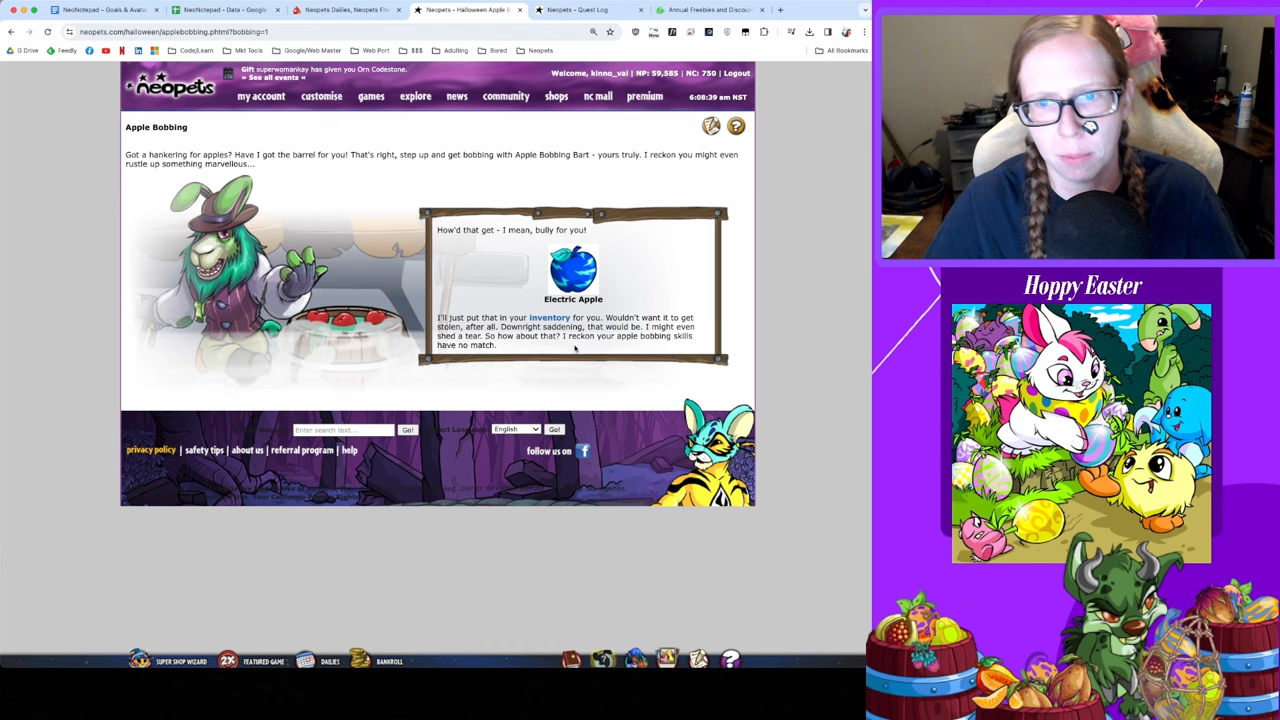 NeoNotepad - Goals & Avata
NeoNotepad - Data - Google
Neopets Dailies, Neopets Fre
Neopets - Halloween Apple B
Neopets - Quest Log
Annual Freebies and Discoun
neopets.com/halloween/applebobbing.phtml?bobbing=1
G Drive
Feedly
LinkedIn
Code/Learn
Mkt Tools
Google/Web Master
Web Port
$$$
Adulting
Bored
Neopets
All Bookmarks
Gift superwomankay has given you Orn Codestone.
» See all events «
Welcome, kinno_val | NP: 59,585 | NC: 750 | Logout
neopets
my account
customise
games
explore
news
community
shops
nc mall
premium
6:08:39 am NST
Apple Bobbing
Got a hankering for apples? Have I got the barrel for you! That's right, step up and get bobbing with Apple Bobbing Bart - yours truly. I reckon you might even
rustle up something marvellous...
How'd that get - I mean, bully for you!
Electric Apple
I'll just put that in your inventory for you. Wouldn't want it to get
stolen, after all. Downright saddening, that would be. I might even
shed a tear. So how about that? I reckon your apple bobbing skills
have no match.
Enter search text...
Go!
English
Go!
privacy policy | safety tips | about us | referral program | help
follow us on
SUPER SHOP WIZARD
2X
FEATURED GAME
DAILIES
BANKROLL
Hoppy Easter